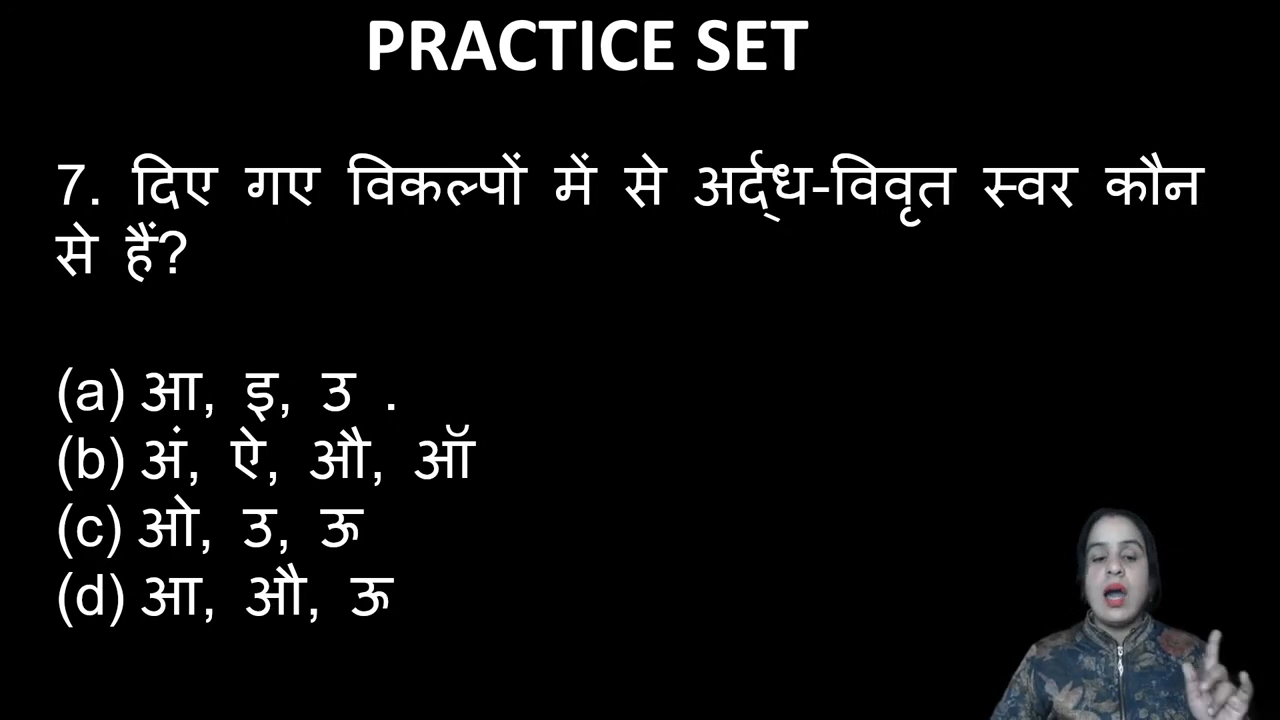 PRACTICE SET
7. दिए गए विकल्पों में से अर्द्ध-विवृत स्वर कौन
से हैं?
(a) आ, इ, उ .
(b) अं, ऐ, औ, ऑ
(c) ओ, उ, ऊ
(d) आ, औ, ऊ